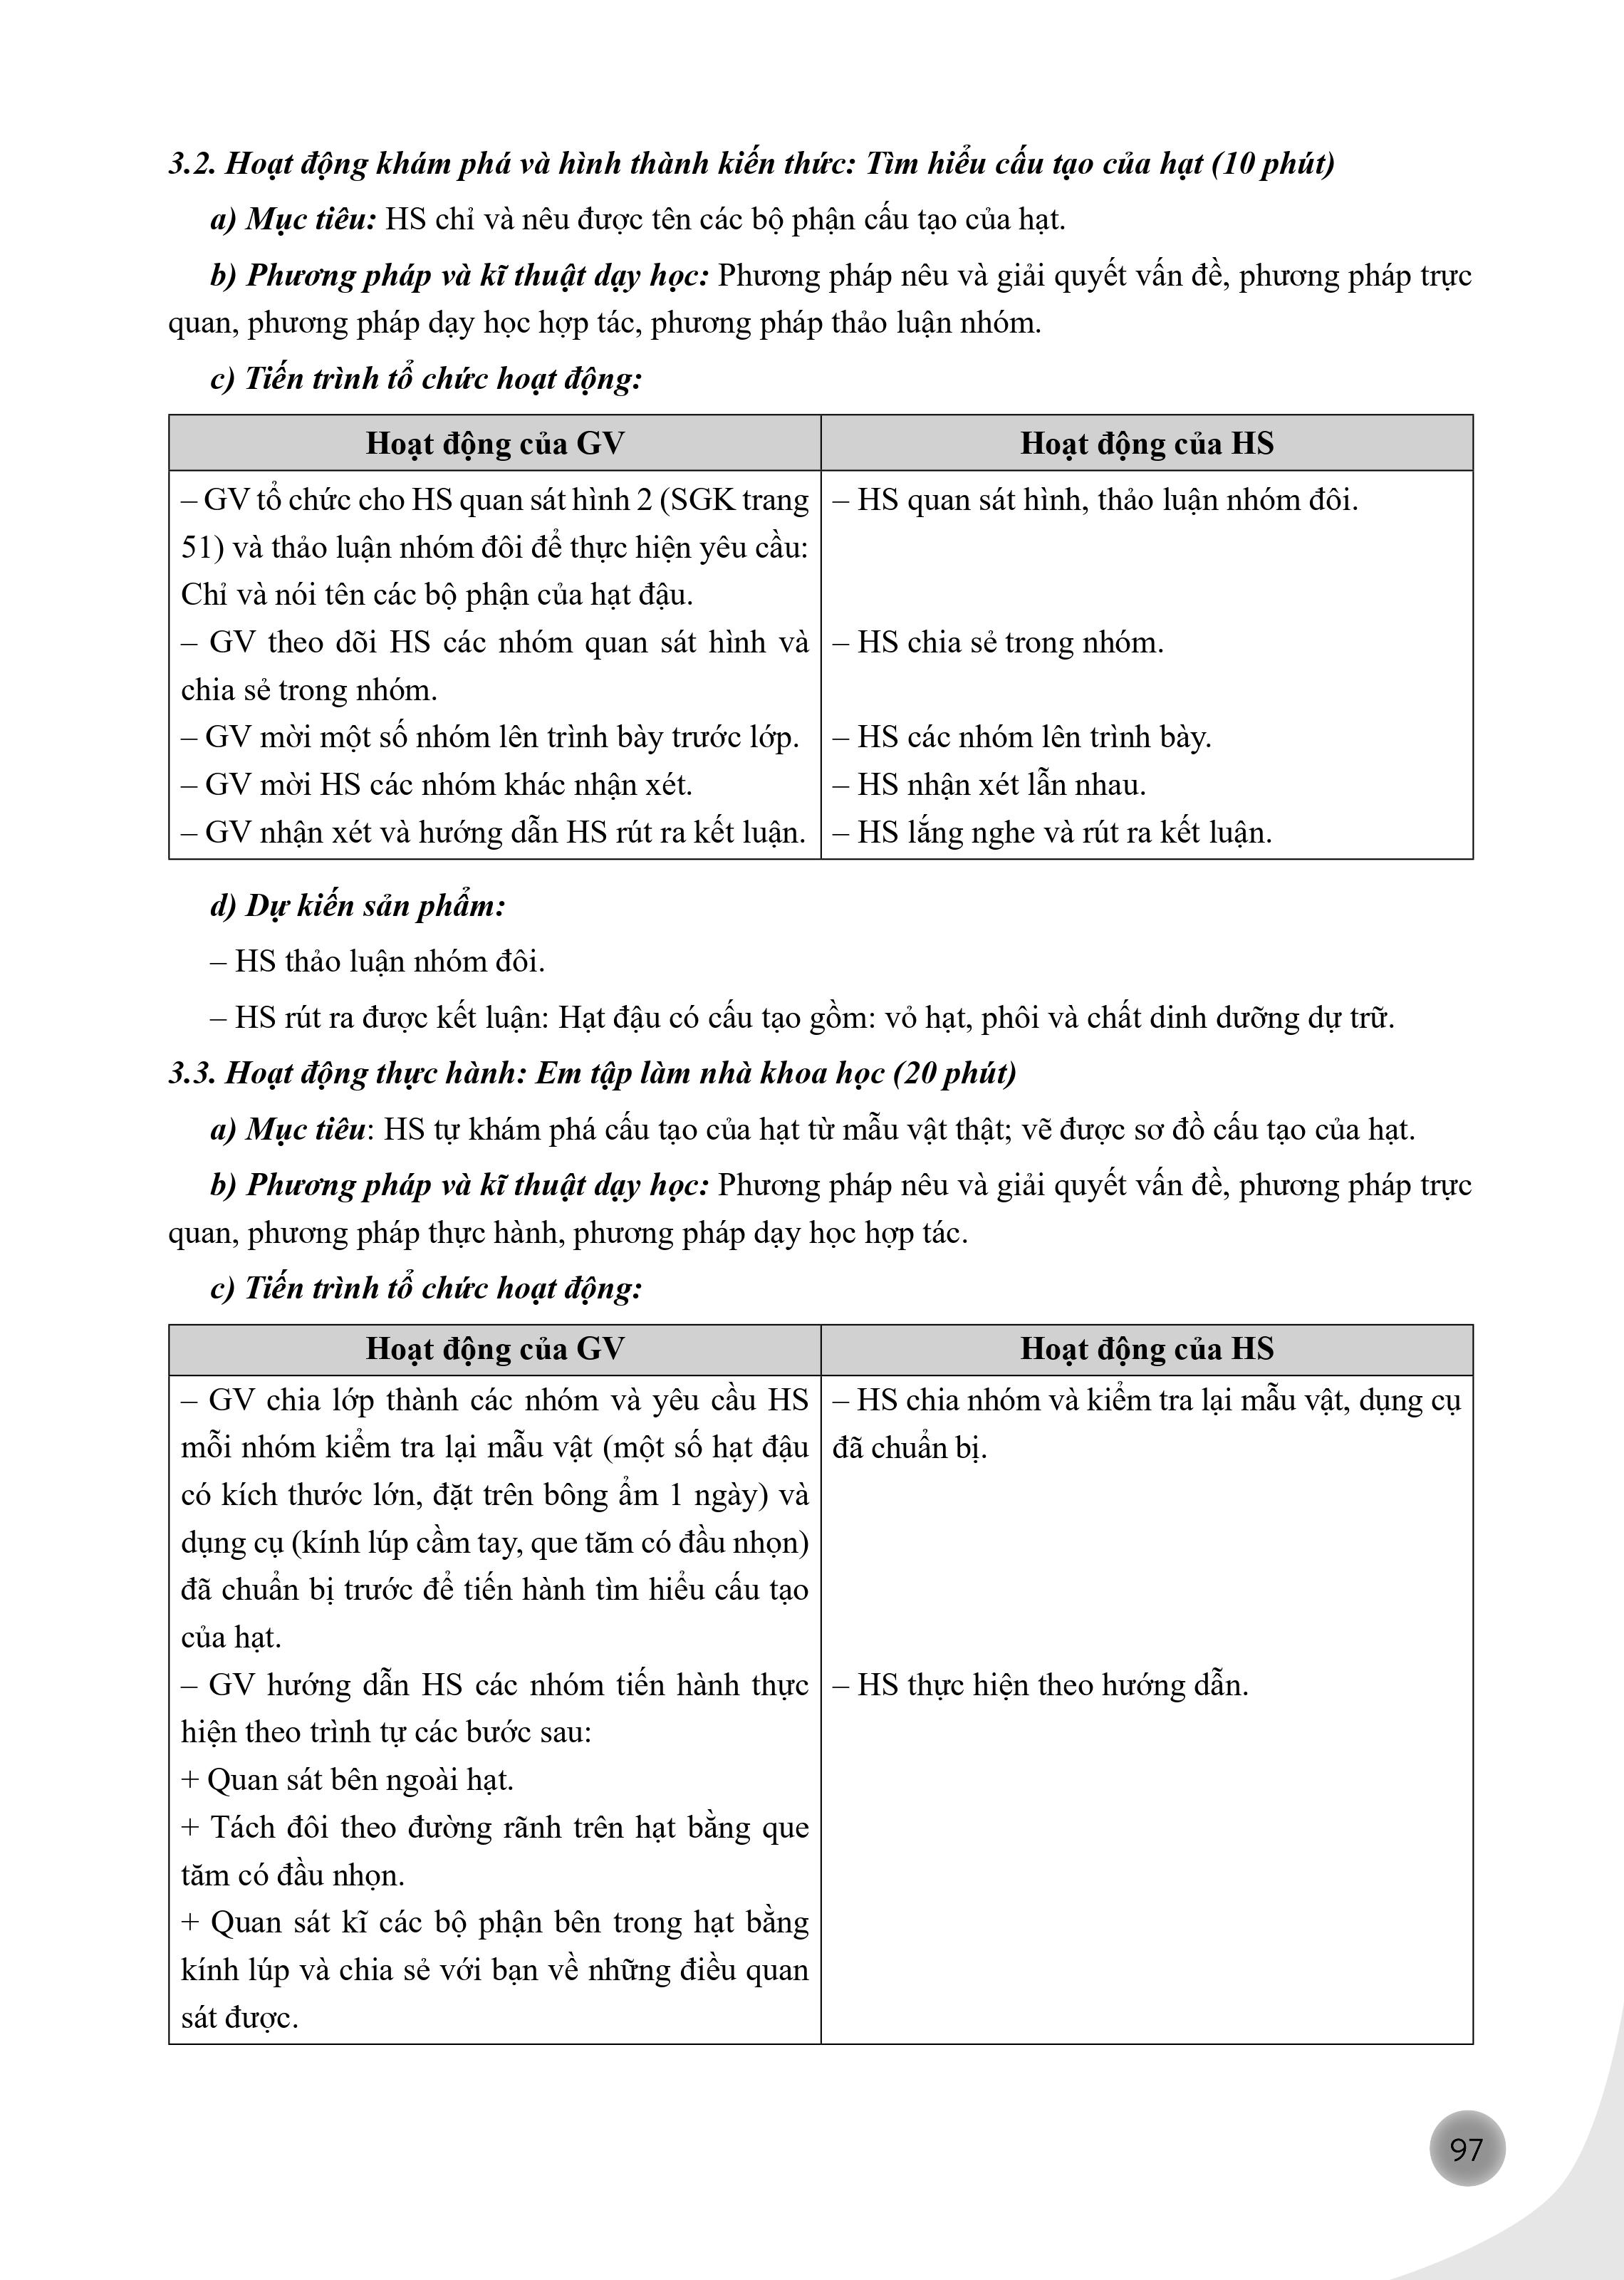 3.2. Hoạt động khám phá và hình thành kiến thức: Tìm hiểu cấu tạo của hạt (10 phút)
a) Mục tiêu: HS chỉ và nêu được tên các bộ phận cấu tạo của hạt.
b) Phương pháp và kĩ thuật dạy học: Phương pháp nêu và giải quyết vấn đề, phương pháp trực
quan, phương pháp dạy học hợp tác, phương pháp thảo luận nhóm.
c) Tiến trình tổ chức hoạt động:
Hoạt động của GV
Hoạt động của HS
– GV tổ chức cho HS quan sát hình 2 (SGK trang
51) và thảo luận nhóm đôi để thực hiện yêu cầu:
Chỉ và nói tên các bộ phận của hạt đậu.
– HS quan sát hình, thảo luận nhóm đôi.
– GV theo dõi HS các nhóm quan sát hình và
chia sẻ trong nhóm.
– HS chia sẻ trong nhóm.
– GV mời một số nhóm lên trình bày trước lớp.
– HS các nhóm lên trình bày.
– GV mời HS các nhóm khác nhận xét.
– HS nhận xét lẫn nhau.
– GV nhận xét và hướng dẫn HS rút ra kết luận.
– HS lắng nghe và rút ra kết luận.
d) Dự kiến sản phẩm:
– HS thảo luận nhóm đôi.
– HS rút ra được kết luận: Hạt đậu có cấu tạo gồm: vỏ hạt, phôi và chất dinh dưỡng dự trữ.
3.3. Hoạt động thực hành: Em tập làm nhà khoa học (20 phút)
a) Mục tiêu: HS tự khám phá cấu tạo của hạt từ mẫu vật thật; vẽ được sơ đồ cấu tạo của hạt.
b) Phương pháp và kĩ thuật dạy học: Phương pháp nêu và giải quyết vấn đề, phương pháp trực
quan, phương pháp thực hành, phương pháp dạy học hợp tác.
c) Tiến trình tổ chức hoạt động:
Hoạt động của GV
Hoạt động của HS
– GV chia lớp thành các nhóm và yêu cầu HS
mỗi nhóm kiểm tra lại mẫu vật (một số hạt đậu
có kích thước lớn, đặt trên bông ẩm 1 ngày) và
dụng cụ (kính lúp cầm tay, que tăm có đầu nhọn)
đã chuẩn bị trước để tiến hành tìm hiểu cấu tạo
của hạt.
– HS chia nhóm và kiểm tra lại mẫu vật, dụng cụ
đã chuẩn bị.
– GV hướng dẫn HS các nhóm tiến hành thực
hiện theo trình tự các bước sau:
+ Quan sát bên ngoài hạt.
+ Tách đôi theo đường rãnh trên hạt bằng que
tăm có đầu nhọn.
+ Quan sát kĩ các bộ phận bên trong hạt bằng
kính lúp và chia sẻ với bạn về những điều quan
sát được.
– HS thực hiện theo hướng dẫn.
97